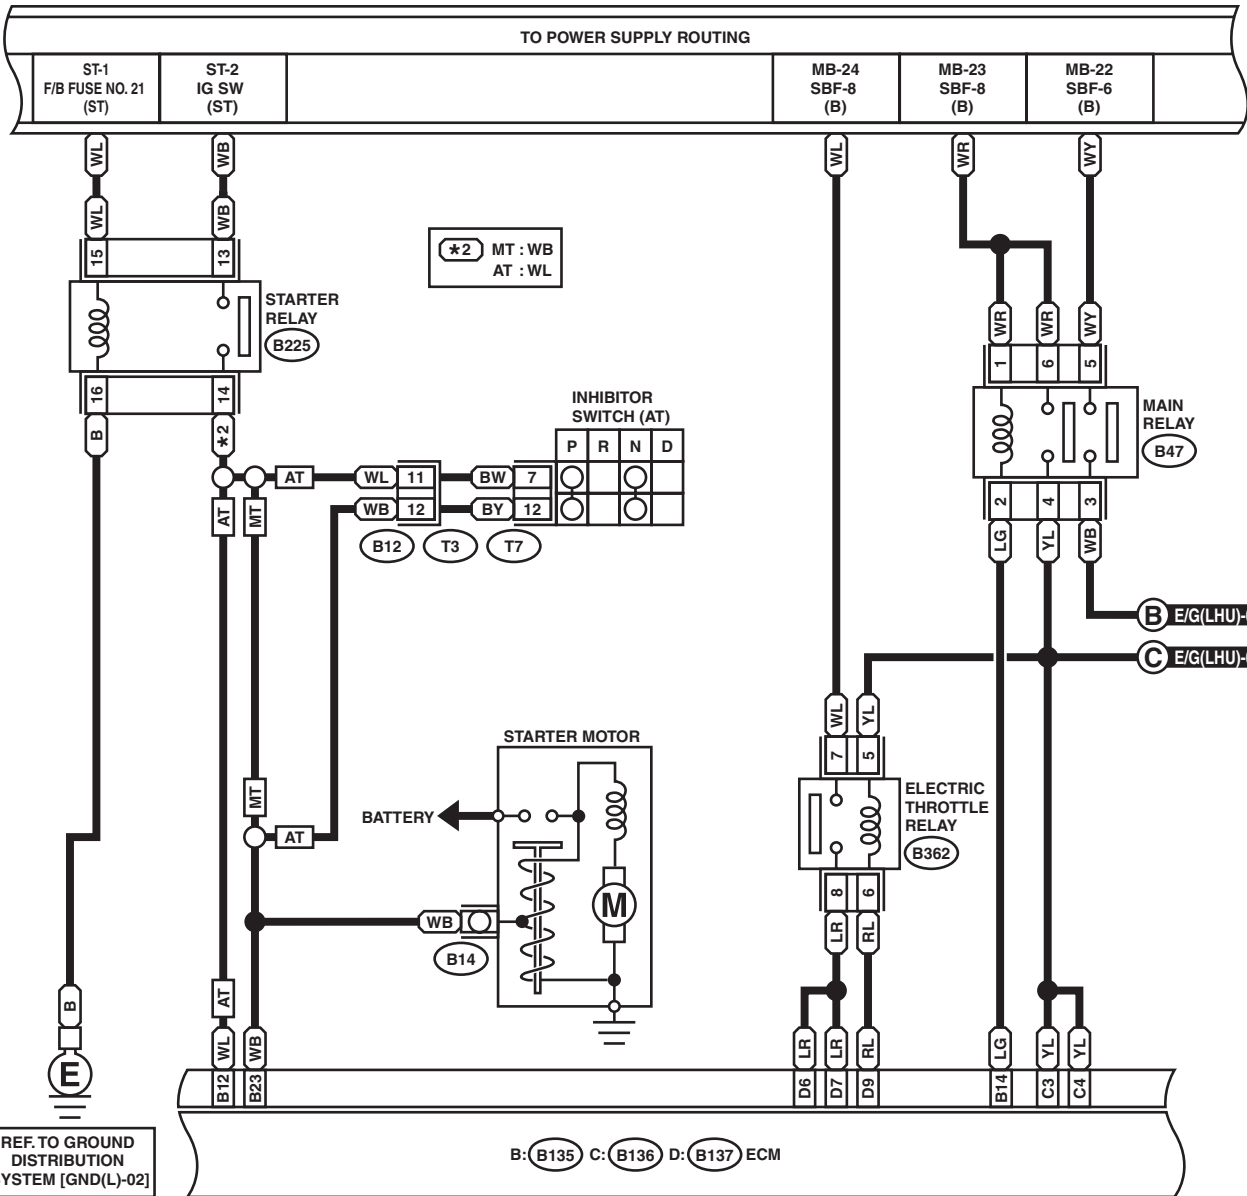 TO POWER SUPPLY ROUTING
ST-1
F/B FUSE NO. 21
(ST)
ST-2
IG SW
(ST)
MB-24
SBF-8
(B)
MB-23
SBF-8
(B)
MB-22
SBF-6
(B)
WL
WB
WL
WR
WY
WL
WB
15
13
*2 MT : WB
AT : WL
STARTER
RELAY
B225
16
14
B
*2
WR
WR
WY
1
6
5
MAIN
RELAY
B47
2
4
3
LG
YL
WB
INHIBITOR
SWITCH (AT)
P R N D
AT
WL 11
BW 7
WB 12
BY 12
B12
T3
T7
AT
MT
B E/G(LHU)-
C E/G(LHU)-
WL
YL
7
5
ELECTRIC
THROTTLE
RELAY
B362
8
6
LR
RL
STARTER MOTOR
BATTERY
M
MT
AT
WB
B14
AT
B
E
WL
WB
B12
B23
LR
LR
RL
LG
YL
YL
D6
D7
D9
B14
C3
C4
REF. TO GROUND
DISTRIBUTION
YSTEM [GND(L)-02]
B: B135 C: B136 D: B137 ECM